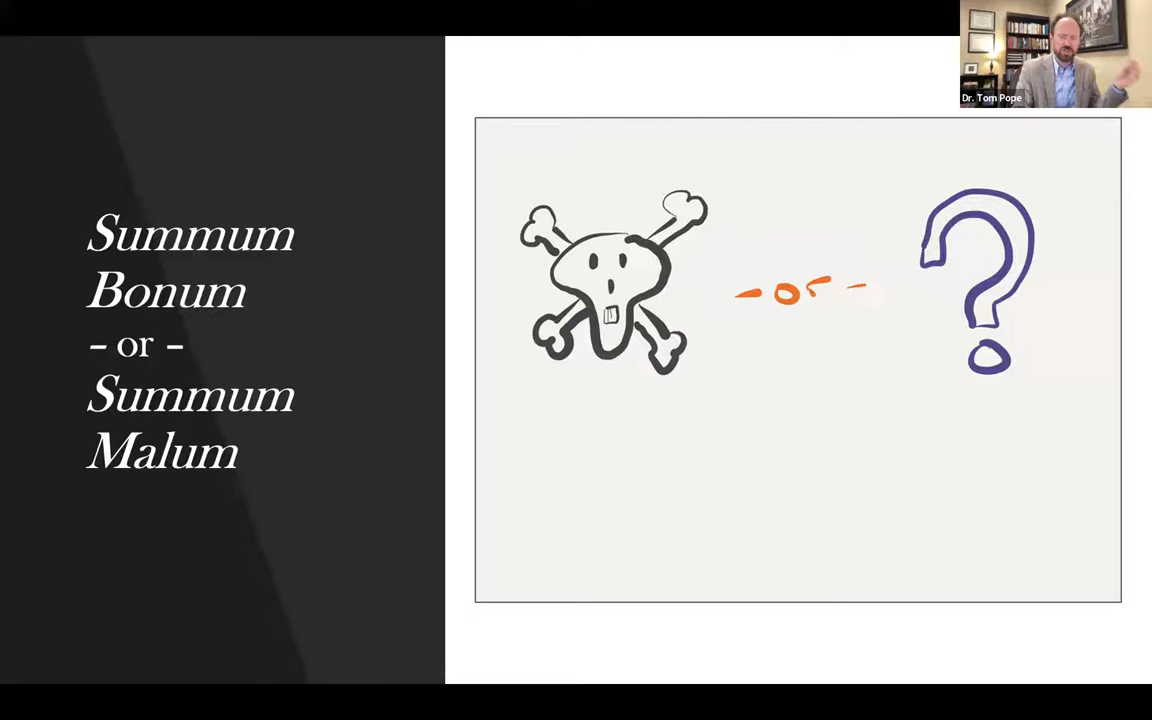 Summum
Bonum
– or –
Summum
Malum
- or -
Dr. Tom Pope